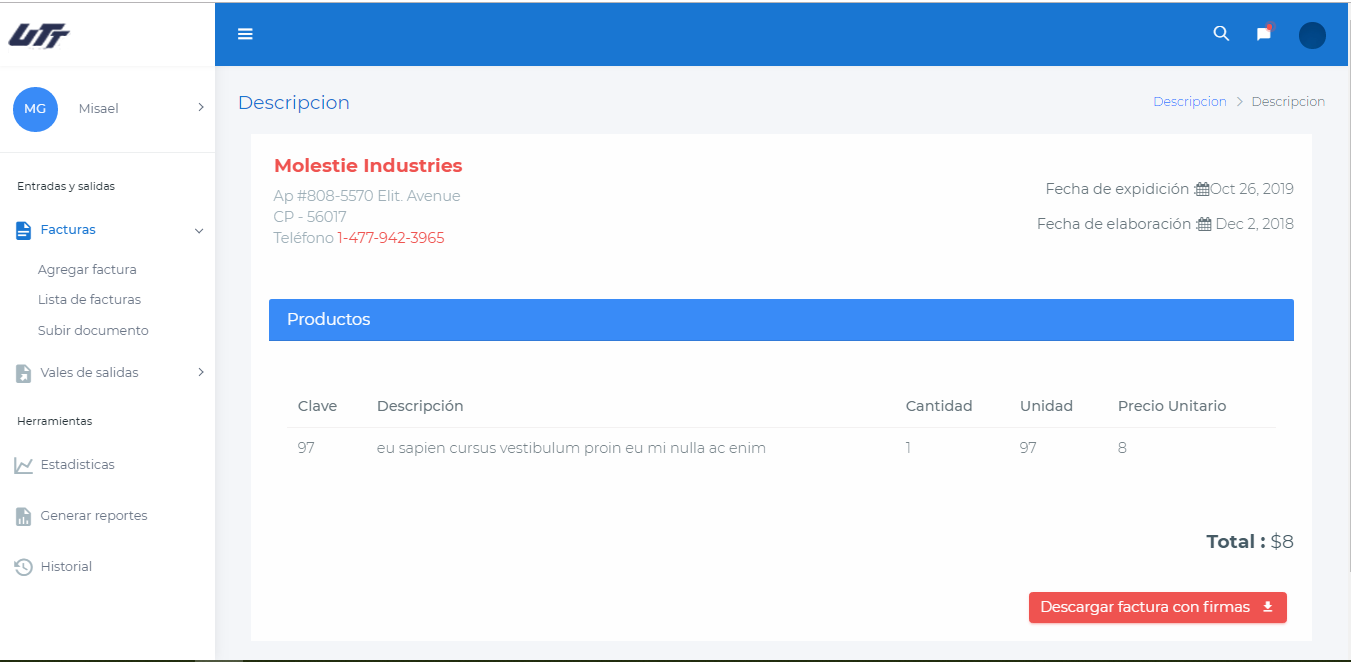 UTT
MG
Misael
Entradas y salidas
Facturas
Agregar factura
Lista de facturas
Subir documento
Vales de salidas
Herramientas
Estadisticas
Generar reportes
Historial
Descripcion
Descripcion > Descripcion
Molestie Industries
Ap #808-5570 Elit. Avenue
CP - 56017
Teléfono 1-477-942-3965
Fecha de expidición : Oct 26, 2019
Fecha de elaboración : Dec 2, 2018
Productos
Clave Descripción Cantidad Unidad Precio Unitario
97 eu sapien cursus vestibulum proin eu mi nulla ac enim 1 97 8
Total : $8
Descargar factura con firmas